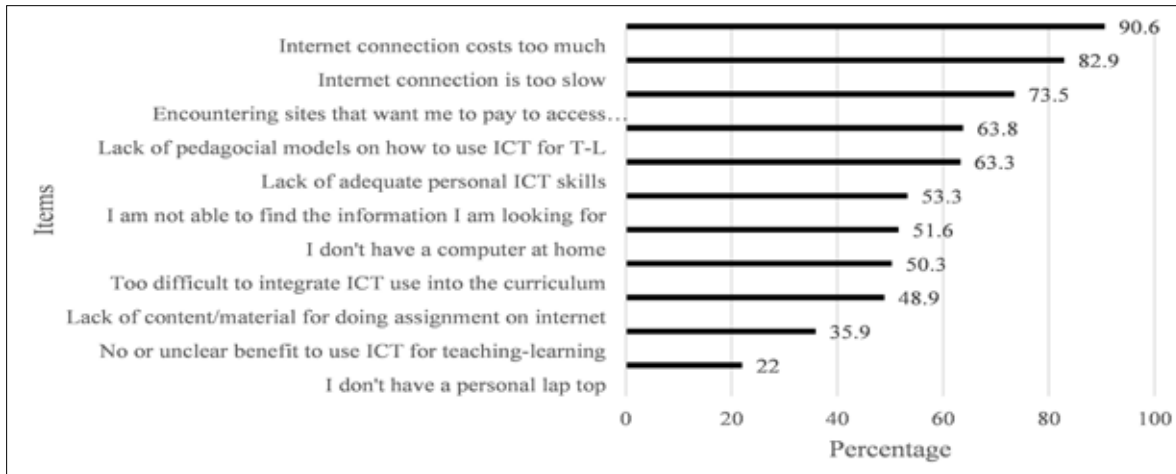 90.6
Internet connection costs too much
82.9
Internet connection is too slow
73.5
Encountering sites that want me to pay to access…
63.8
Lack of pedagocial models on how to use ICT for T-L
63.3
Lack of adequate personal ICT skills
53.3
I am not able to find the information I am looking for
51.6
I don't have a computer at home
50.3
Too difficult to integrate ICT use into the curriculum
48.9
Lack of content/material for doing assignment on internet
35.9
No or unclear benefit to use ICT for teaching-learning
22
I don't have a personal lap top
Items
0 20 40 60 80 100
Percentage